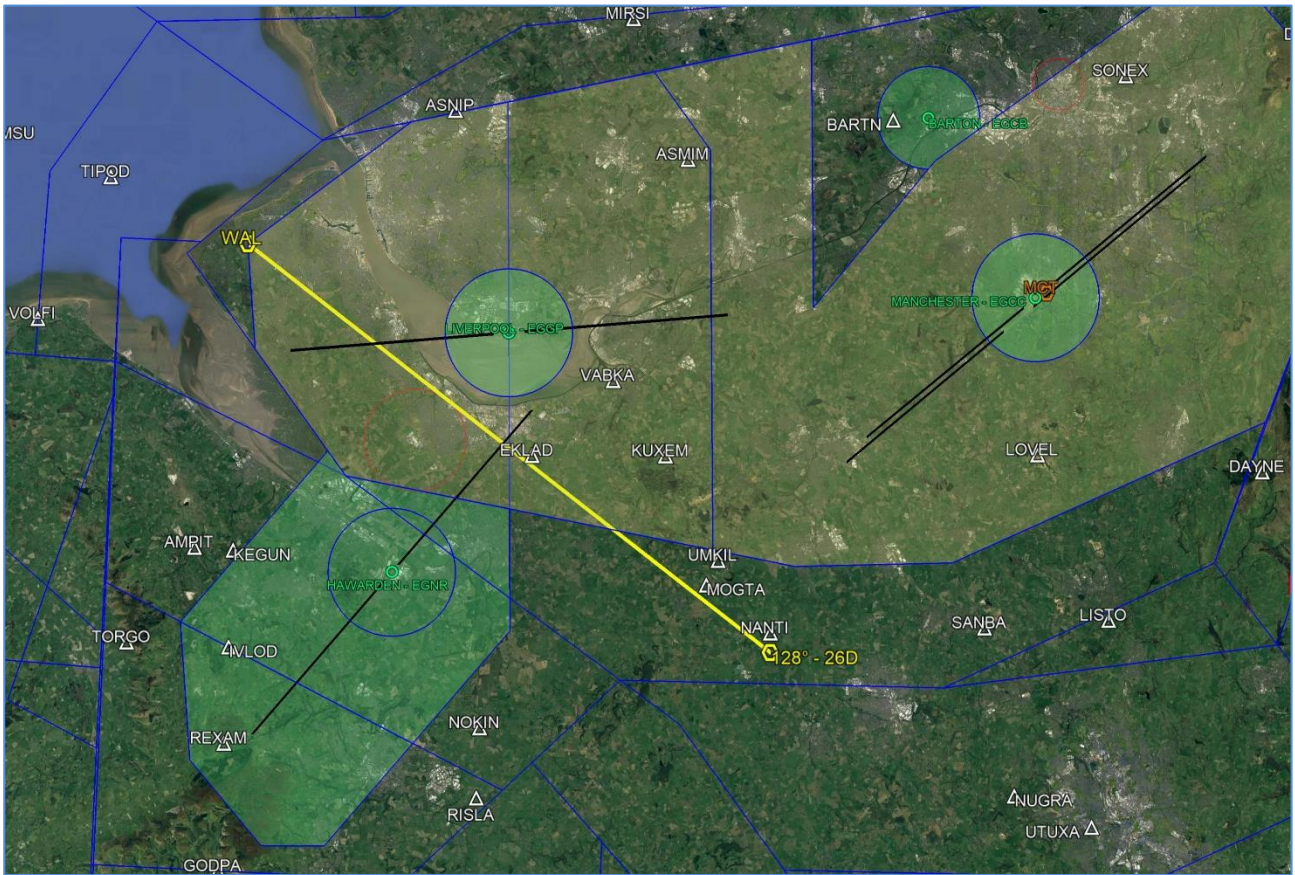 MIRSI
SONEX
ASNIP
BARTN
BARTON - EGCB
MSU
ASMIM
TIPOD
WAL
MCT
MANCHESTER - EGCC
VOLFI
LIVERPOOL - EGGP
VABKA
EKLAD
KUXEM
LOVEL
DAYNE
AMPIT
KEGUN
UMKIL
HAWARDEN - EGNR
MOGTA
LISTO
NANTI
SANBA
TORGO
IVLOD
128° - 26D
NOKIN
REXAM
NUGRA
RISLA
UTUXA
GODPA